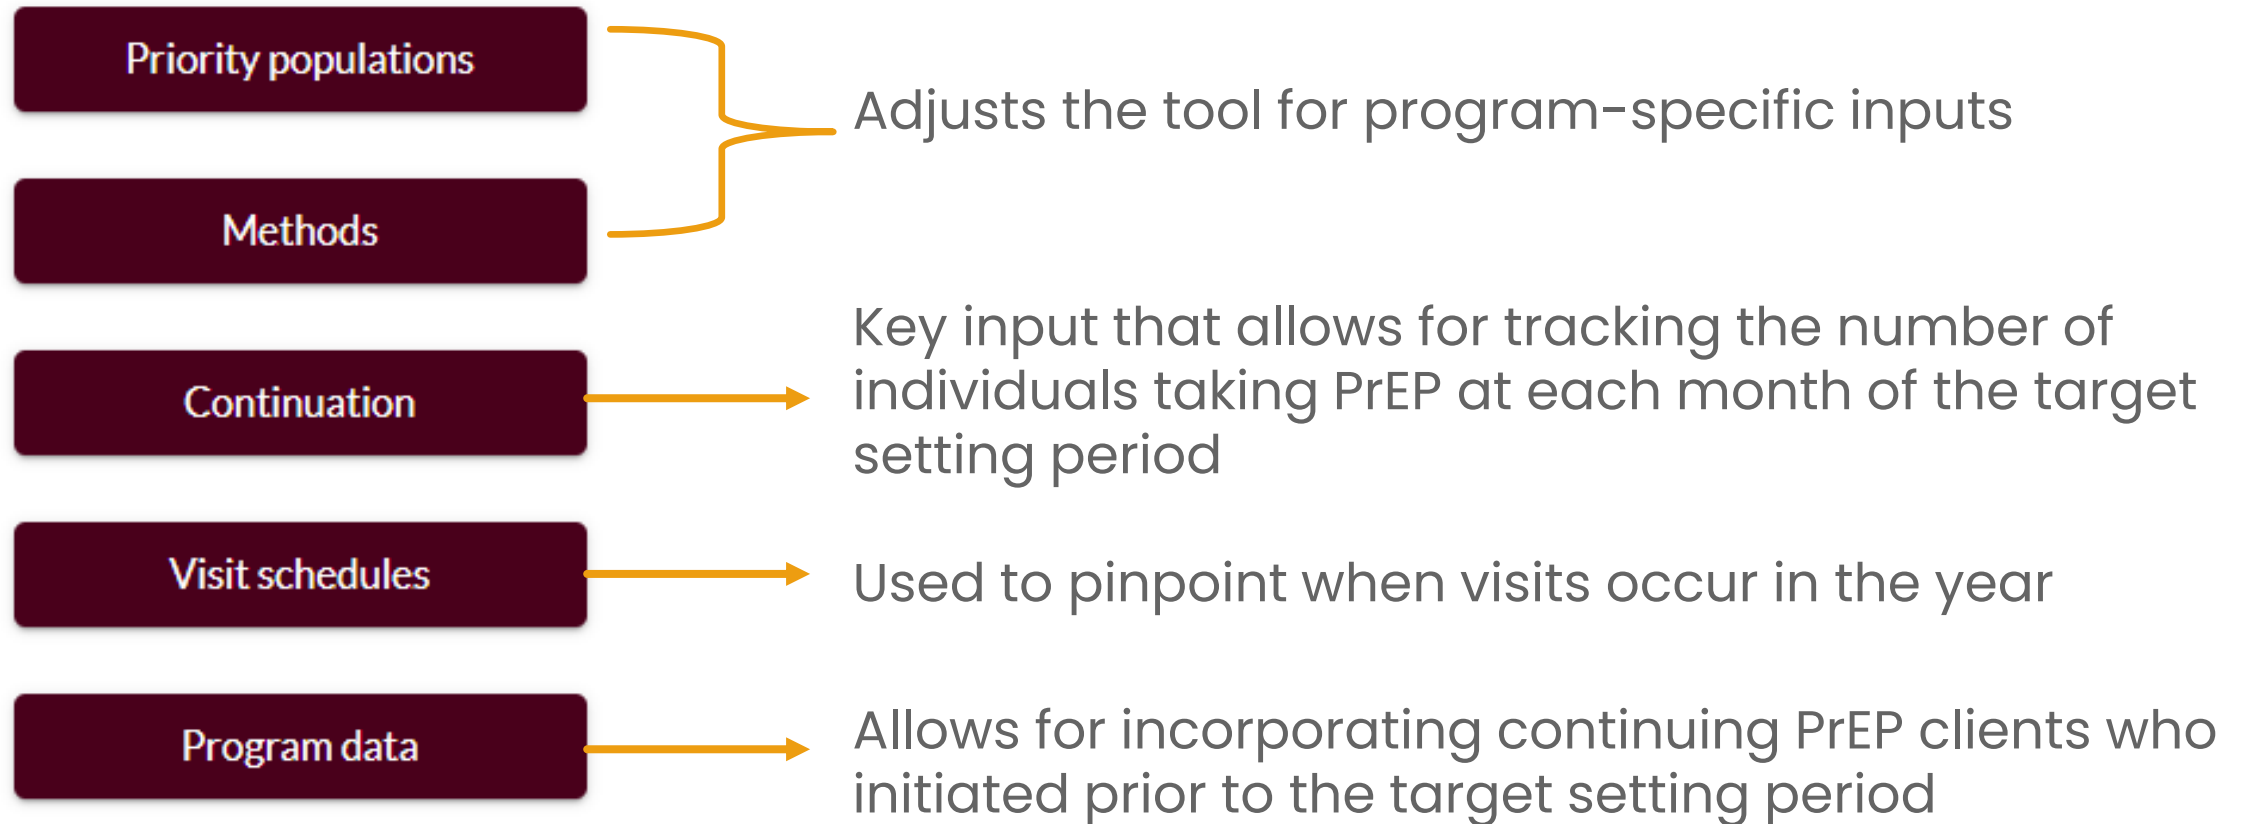 Priority populations
Adjusts the tool for program-specific inputs
Methods
Key input that allows for tracking the number of
individuals taking PrEP at each month of the target
setting period
Continuation
Visit schedules
Used to pinpoint when visits occur in the year
Program data
Allows for incorporating continuing PrEP clients who
initiated prior to the target setting period